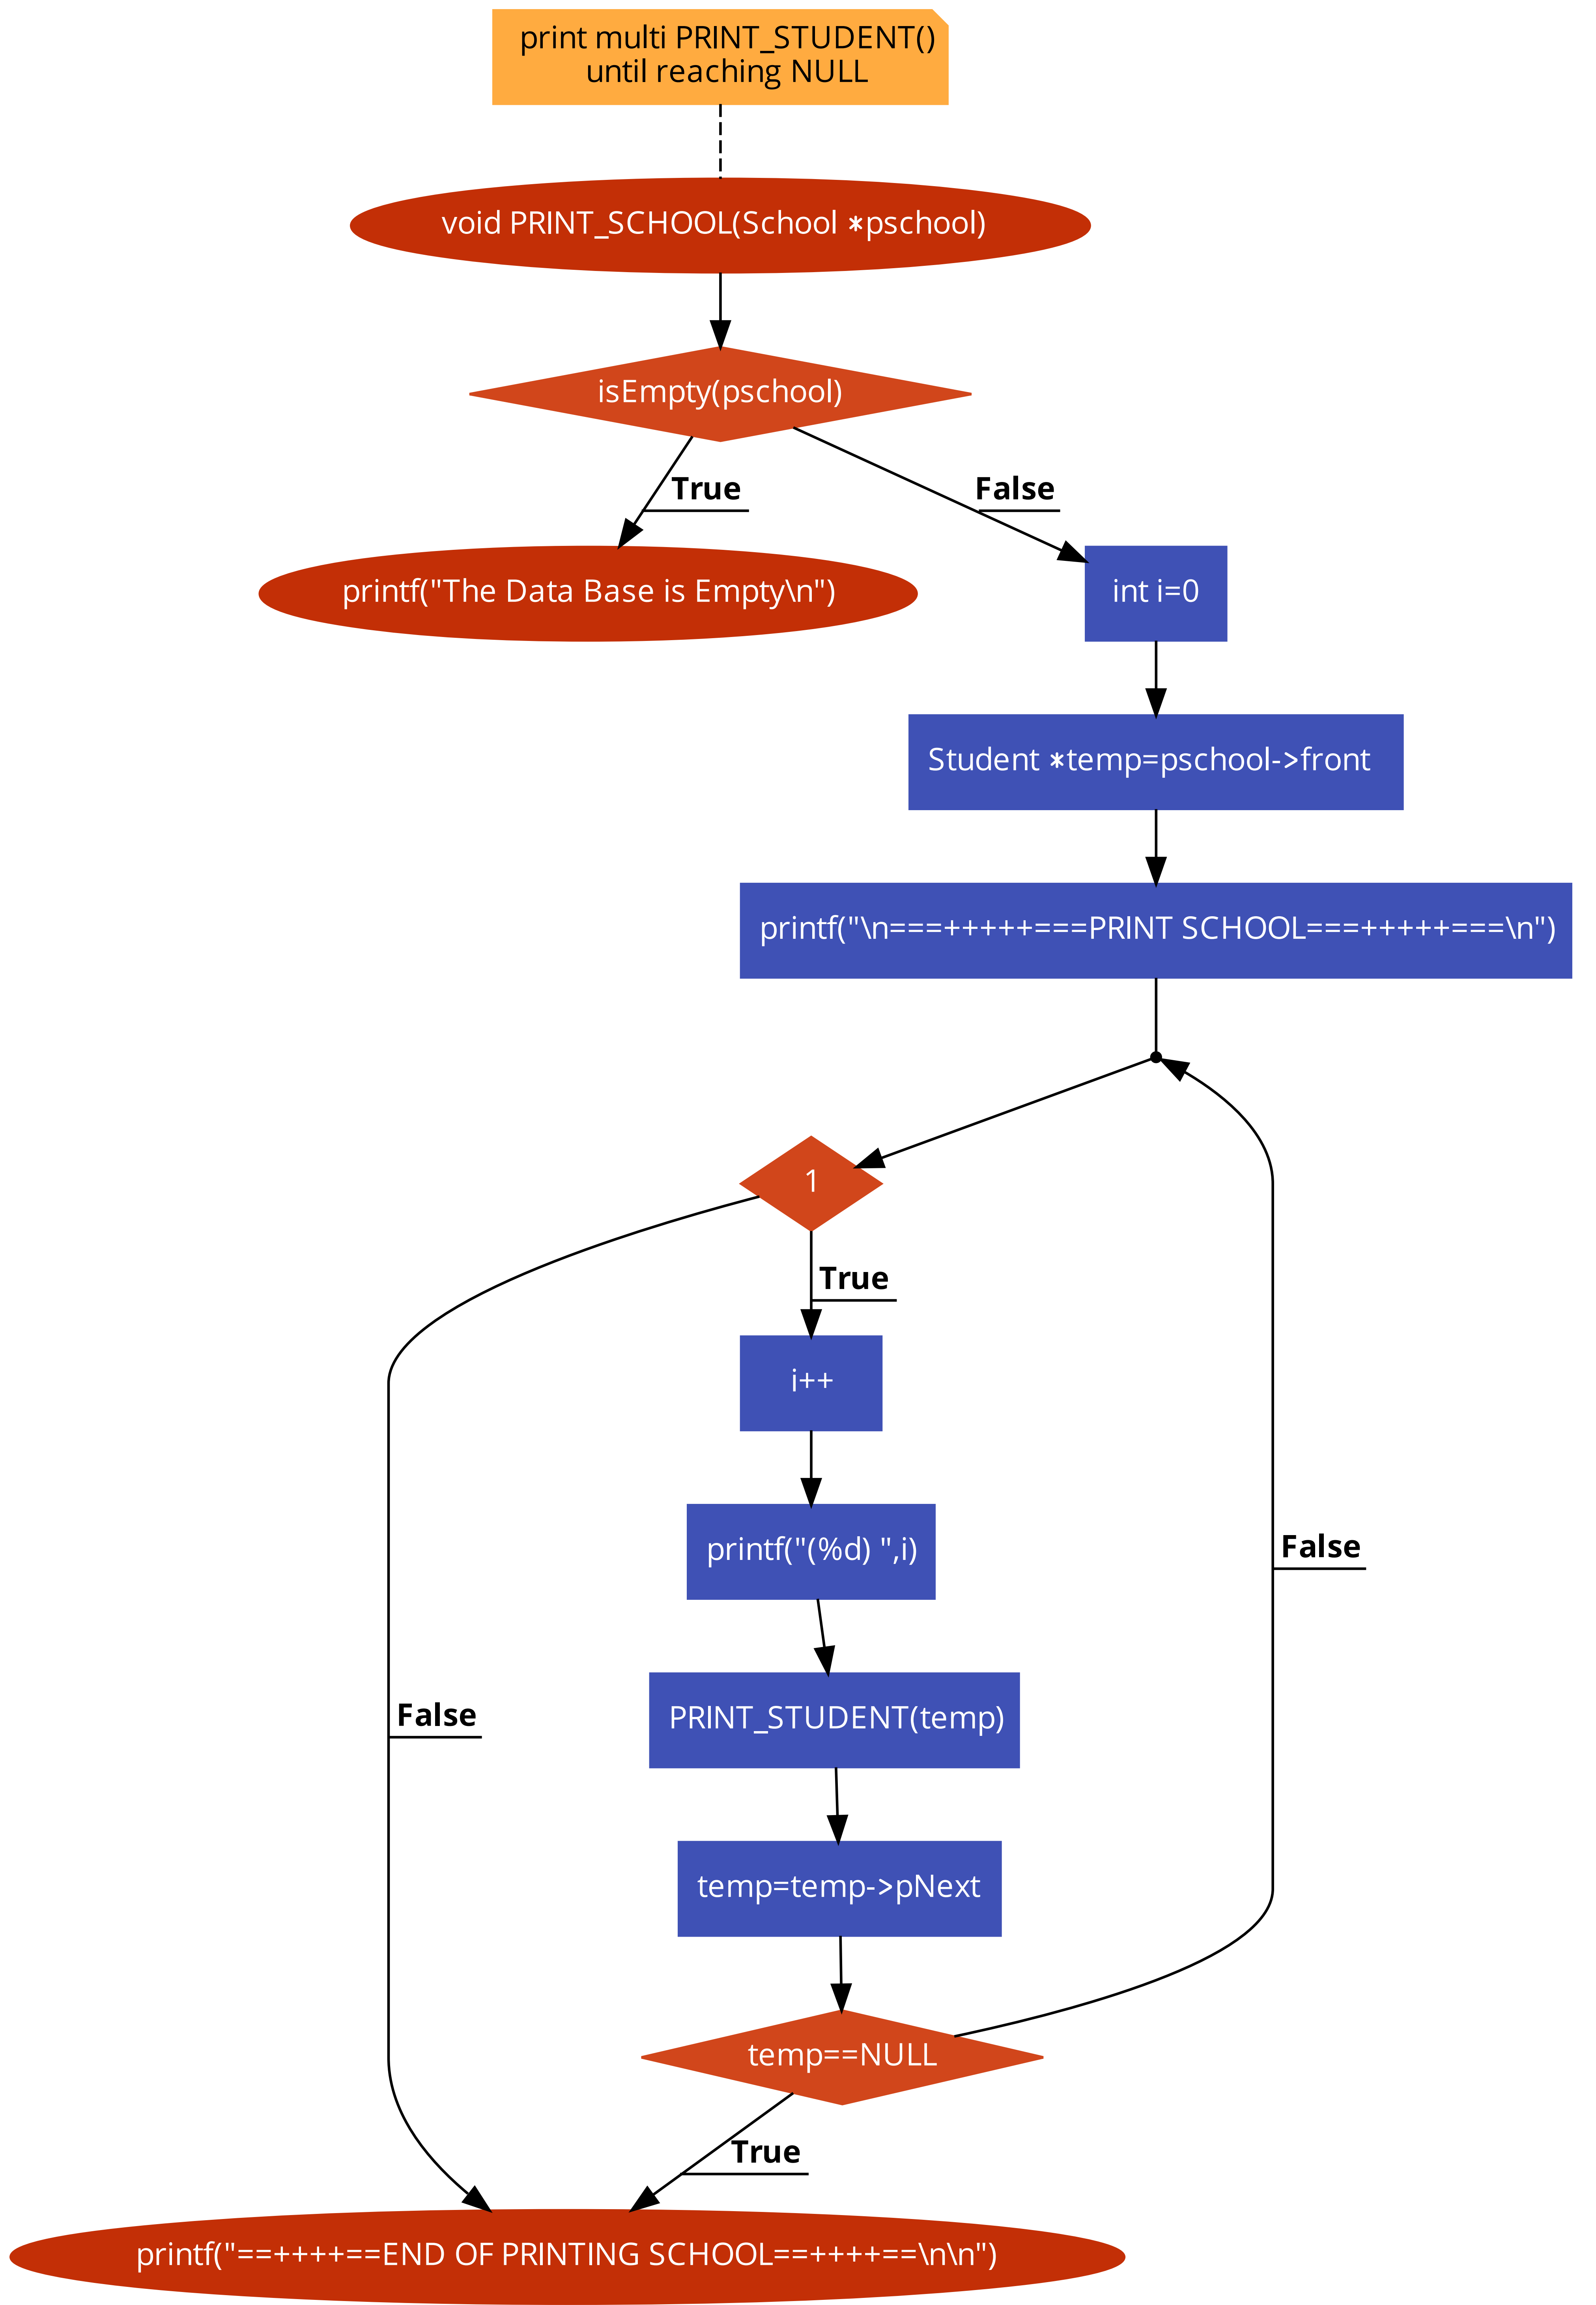 print multi PRINT_STUDENT()
until reaching NULL
void PRINT_SCHOOL(School *pschool)
isEmpty(pschool)
True
False
printf("The Data Base is Empty\n")
int i=0
Student *temp=pschool->front
printf("\n===+++++===PRINT SCHOOL===+++++===\n")
1
True
i++
printf("(%d) ",i)
False
PRINT_STUDENT(temp)
False
temp=temp->pNext
temp==NULL
True
printf("==++++==END OF PRINTING SCHOOL==++++==\n\n")